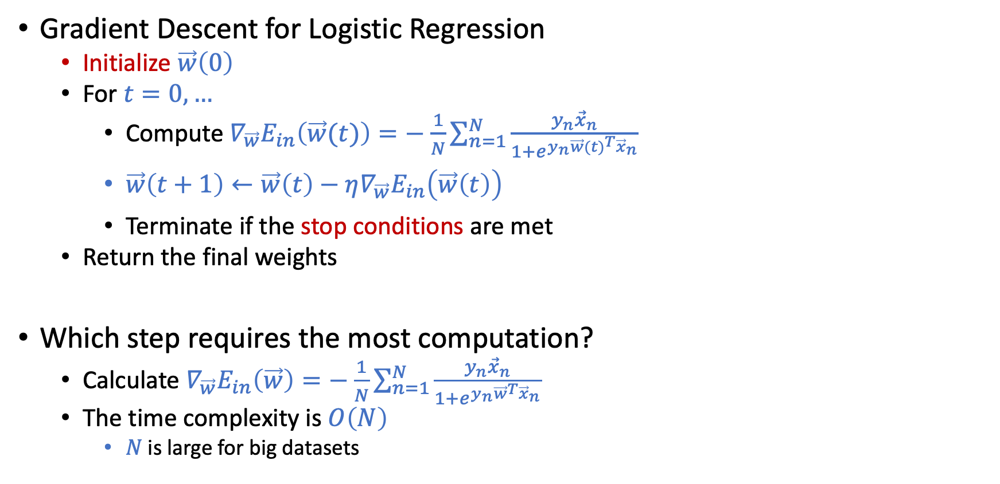 • Gradient Descent for Logistic Regression
• Initialize $\vec{w}(0)$
• For $t = 0, \ldots$
• Compute $\nabla_{\vec{w}} E_{in}(\vec{w}(t)) = -\frac{1}{N} \sum_{n=1}^{N} \frac{y_n \vec{x}_n}{1+e^{y_n \vec{w}(t)^T \vec{x}_n}}$
• $\vec{w}(t+1) \leftarrow \vec{w}(t) - \eta \nabla_{\vec{w}} E_{in}(\vec{w}(t))$
• Terminate if the stop conditions are met
• Return the final weights
• Which step requires the most computation?
• Calculate $\nabla_{\vec{w}} E_{in}(\vec{w}) = -\frac{1}{N} \sum_{n=1}^{N} \frac{y_n \vec{x}_n}{1+e^{y_n \vec{w}^T \vec{x}_n}}$
• The time complexity is $O(N)$
• $N$ is large for big datasets